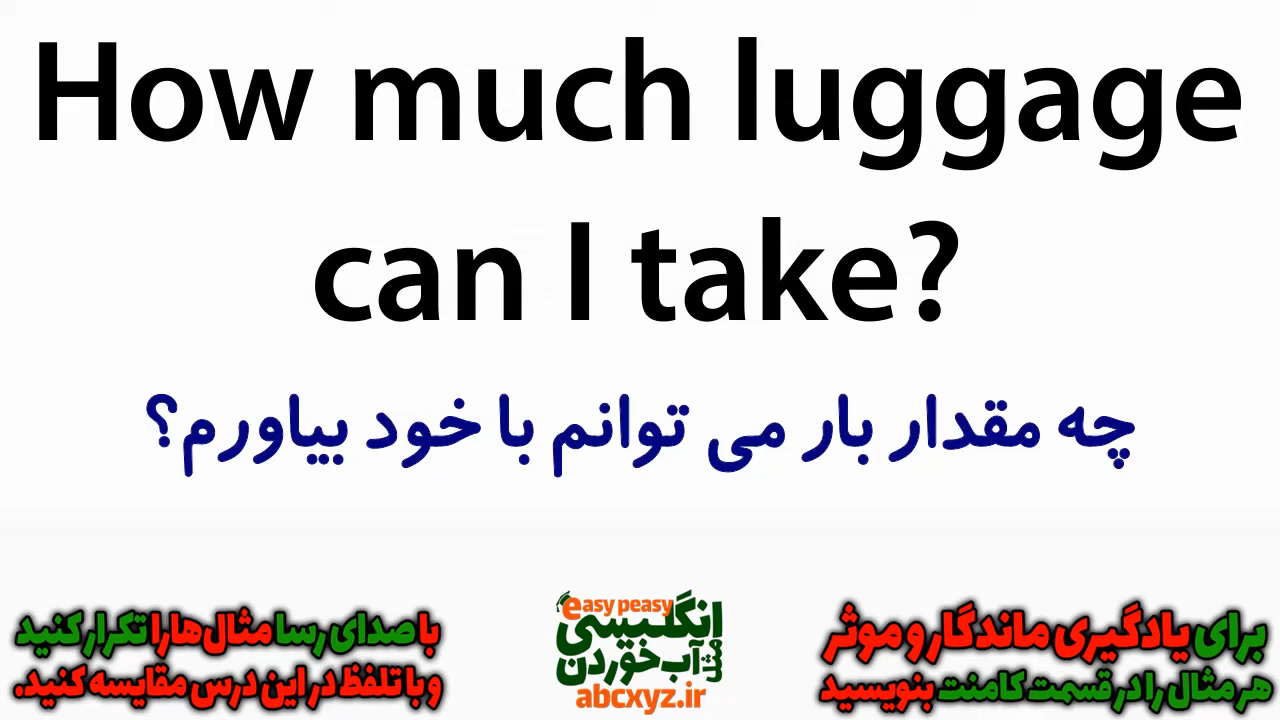 How much luggage
can I take?
چه مقدار بار می توانم با خود بیاورم؟
برای یادگیری ماندگار و موثر
هر مثال را در قسمت کامنت بنویسید
easy peasy
انگلیسی
مثل
آب خوردن
abcxyz.ir
با صدای رسا مثال‌ها را تکرار کنید
و با تلفظ در این درس مقایسه کنید.